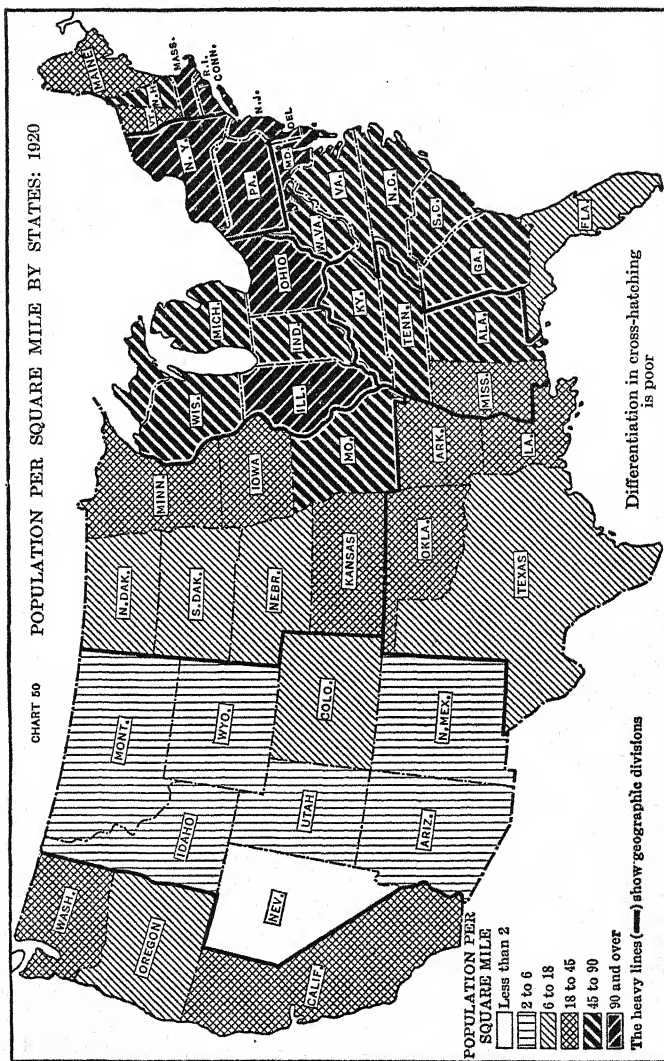 CHART 50 POPULATION PER SQUARE MILE BY STATES: 1920
WASH.
OREGON
CALIF.
NEV.
IDAHO
MONT.
WYO.
UTAH
COLO.
ARIZ.
N. MEX.
N. DAK.
S. DAK.
NEBR.
KANSAS
OKLA.
TEXAS
MINN.
IOWA
MO.
ARK.
LA.
WIS.
ILL.
MICH.
IND.
OHIO
KY.
TENN.
MISS.
ALA.
GA.
FLA.
S.C.
N.C.
VA.
W.VA.
MD.
DEL.
PA.
N.J.
N.Y.
CONN.
R.I.
MASS.
VT.
N.H.
MAINE
POPULATION PER
SQUARE MILE
Less than 2
2 to 6
6 to 18
18 to 45
45 to 90
90 and over
The heavy lines (━) show geographic divisions
Differentiation in cross-hatching
is poor